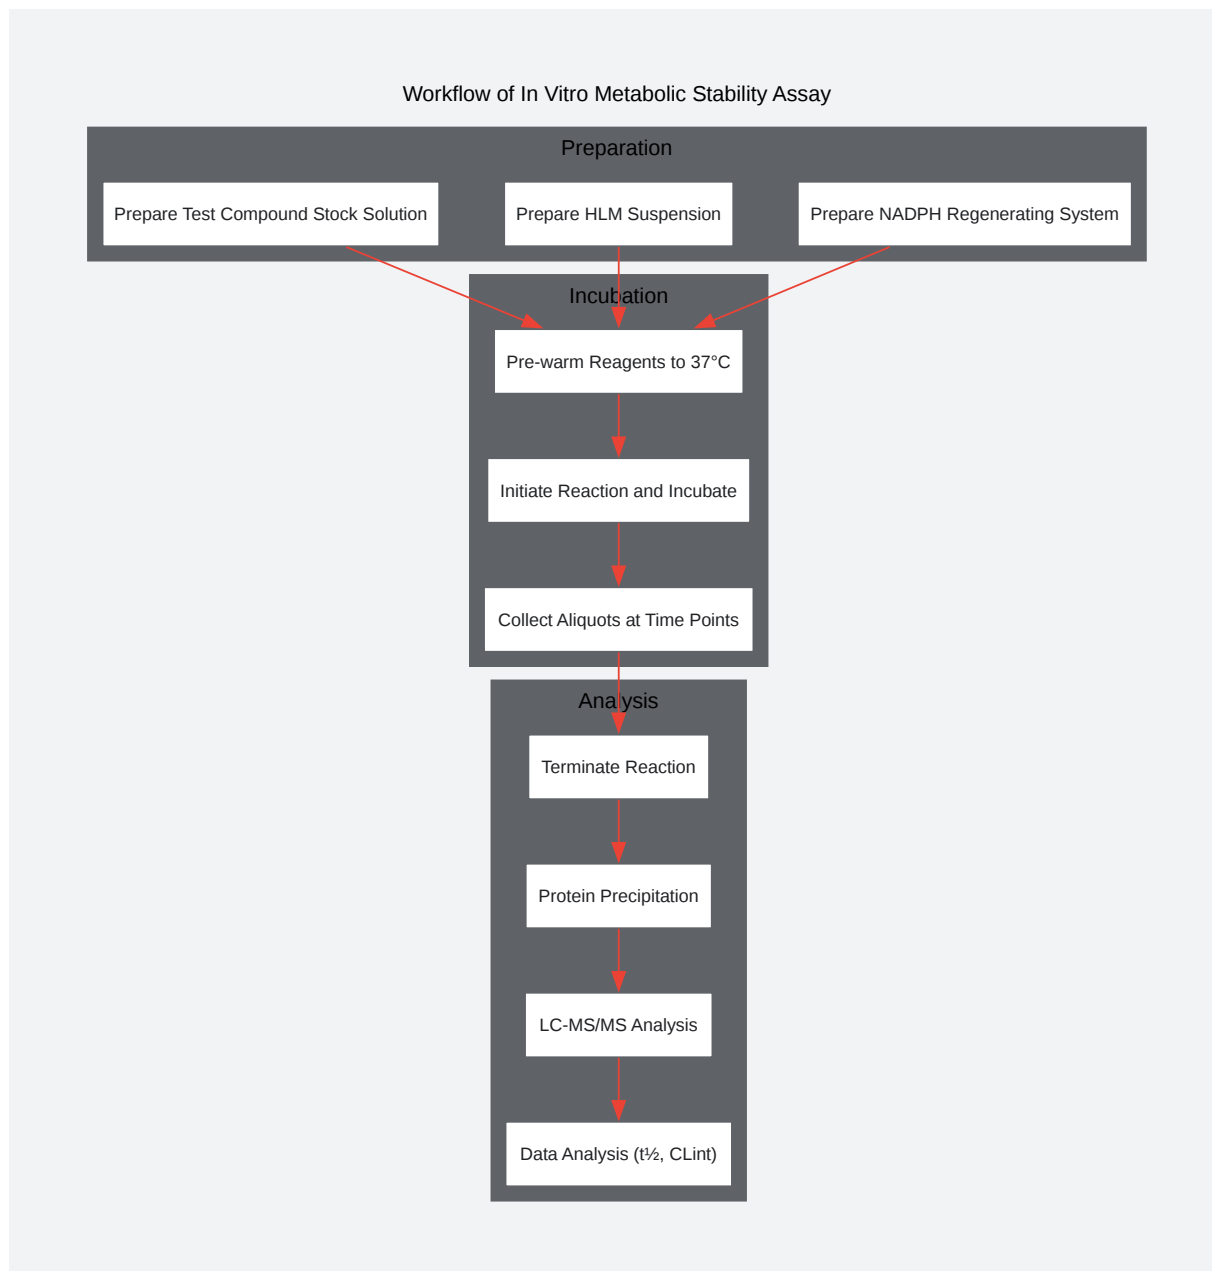 Workflow of In Vitro Metabolic Stability Assay
Preparation
Prepare Test Compound Stock Solution
Prepare HLM Suspension
Prepare NADPH Regenerating System
Incubation
Pre-warm Reagents to 37°C
Initiate Reaction and Incubate
Collect Aliquots at Time Points
Analysis
Terminate Reaction
Protein Precipitation
LC-MS/MS Analysis
Data Analysis (t½, CLint)